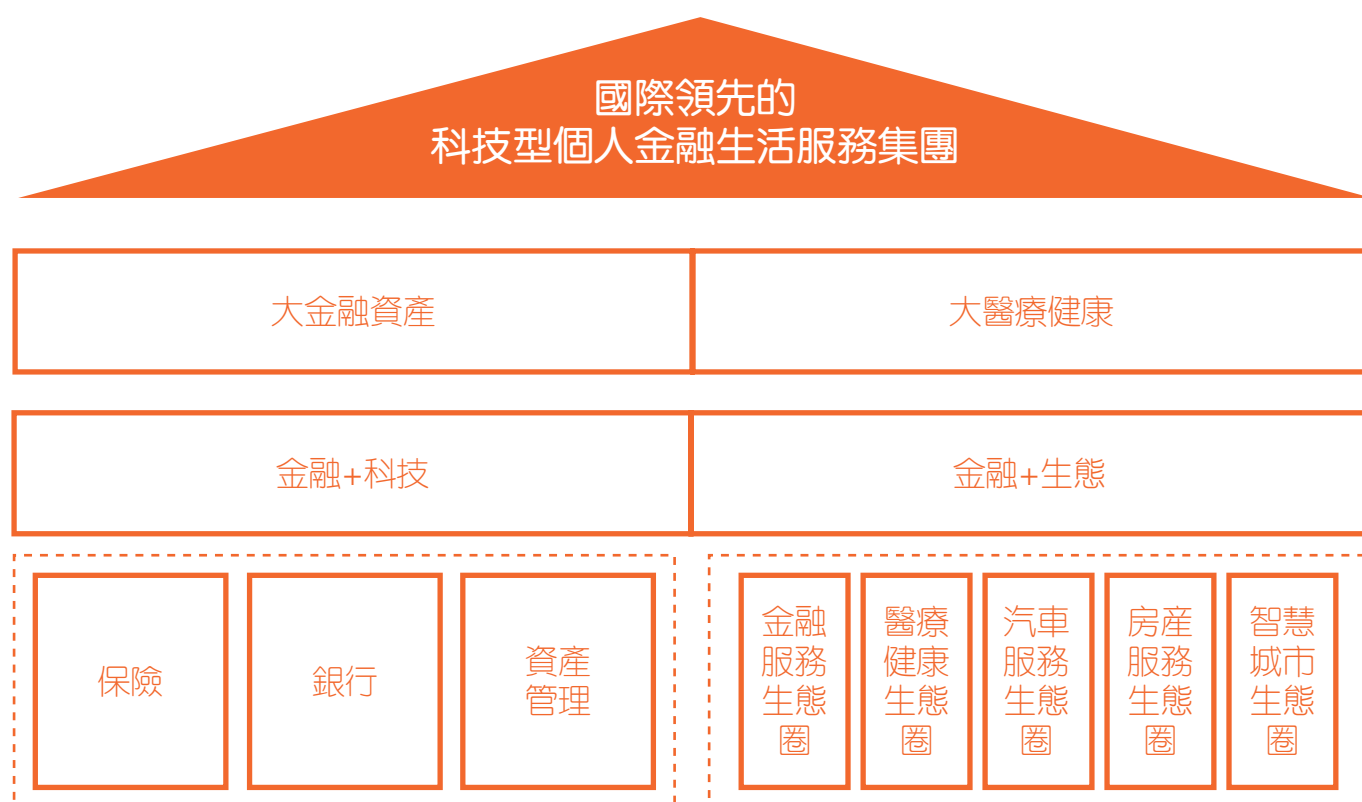 國際領先的
科技型個人金融生活服務集團
大金融資產
大醫療健康
金融+科技
金融+生態
保險
銀行
資產
管理
金融
服務
生態
圈
醫療
健康
生態
圈
汽車
服務
生態
圈
房產
服務
生態
圈
智慧
城市
生態
圈